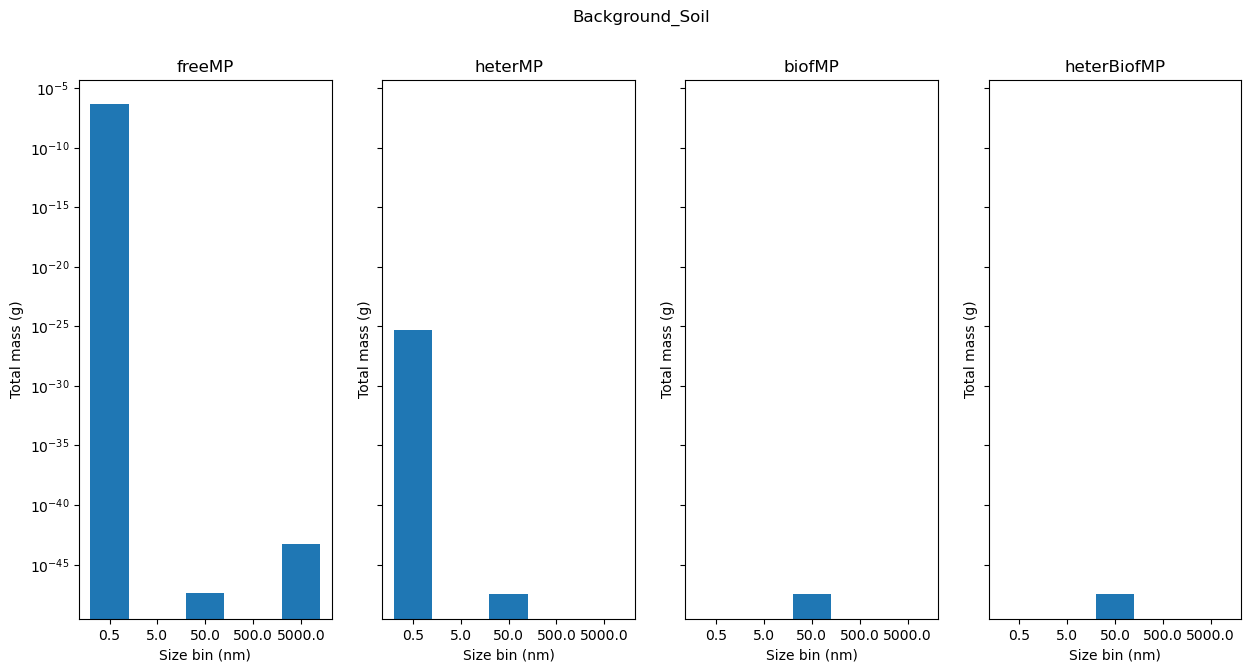 Background_Soil
freeMP
heterMP
biofMP
heterBiofMP
10⁻⁵
10⁻¹⁰
10⁻¹⁵
10⁻²⁰
10⁻²⁵
10⁻³⁰
10⁻³⁵
10⁻⁴⁰
10⁻⁴⁵
Total mass (g)
Total mass (g)
Total mass (g)
Total mass (g)
0.5 5.0 50.0 500.0 5000.0
0.5 5.0 50.0 500.0 5000.0
0.5 5.0 50.0 500.0 5000.0
0.5 5.0 50.0 500.0 5000.0
Size bin (nm)
Size bin (nm)
Size bin (nm)
Size bin (nm)